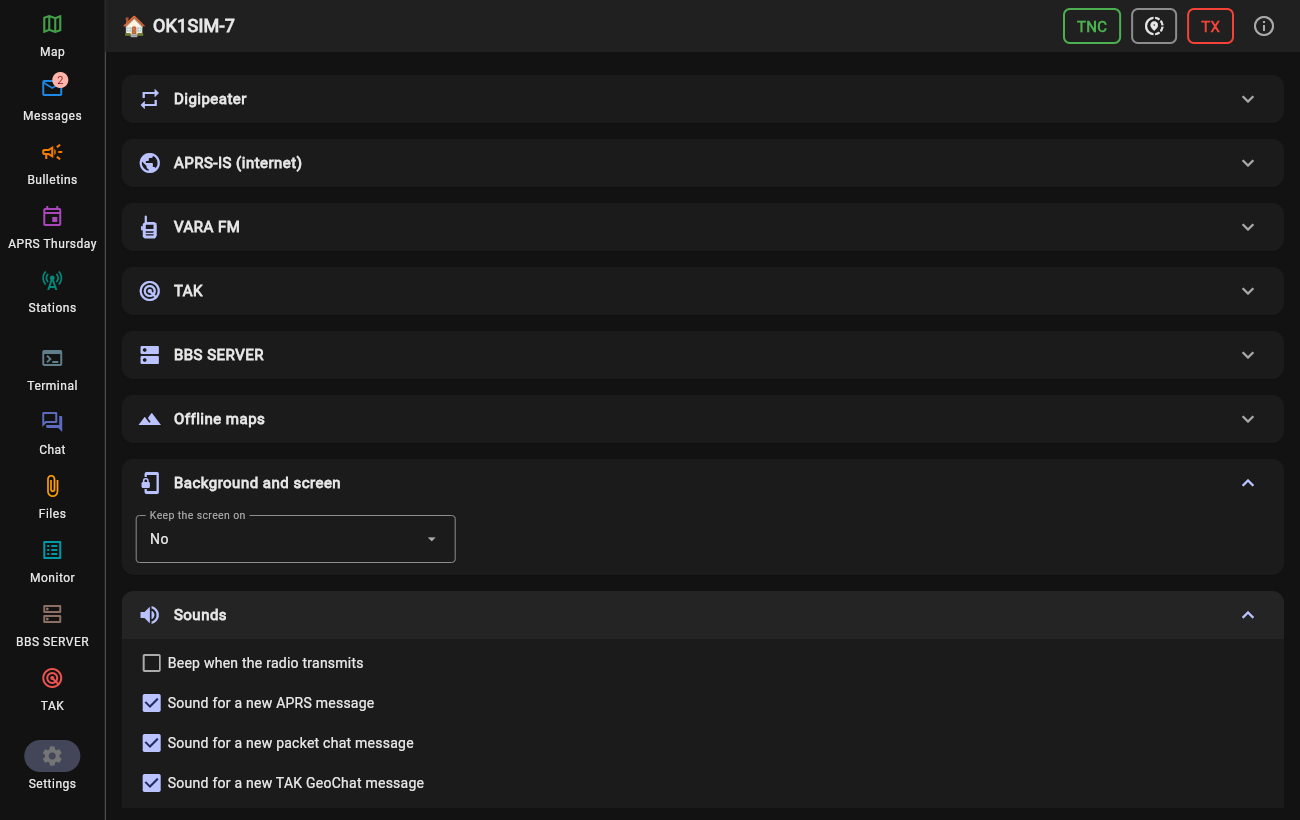 OK1SIM-7
TNC
TX
Map
2
Messages
Bulletins
APRS Thursday
Stations
Terminal
Chat
Files
Monitor
BBS SERVER
TAK
Settings
Digipeater
APRS-IS (internet)
VARA FM
TAK
BBS SERVER
Offline maps
Background and screen
Keep the screen on
No
Sounds
Beep when the radio transmits
Sound for a new APRS message
Sound for a new packet chat message
Sound for a new TAK GeoChat message